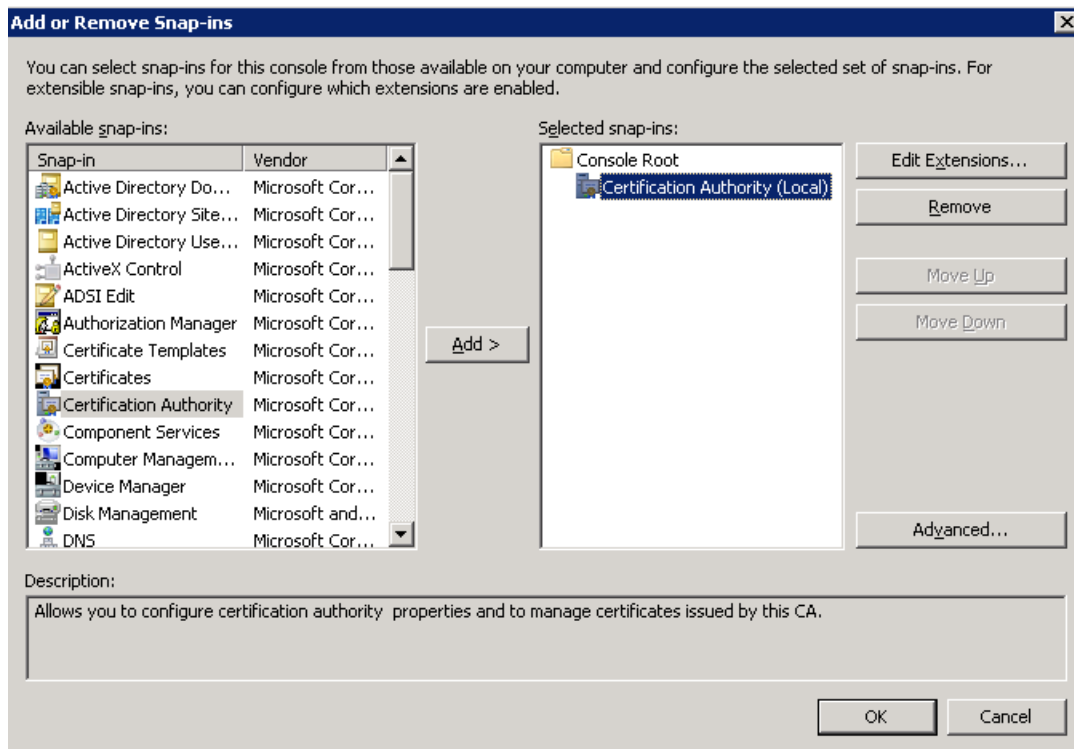 Add or Remove Snap-ins
You can select snap-ins for this console from those available on your computer and configure the selected set of snap-ins. For
extensible snap-ins, you can configure which extensions are enabled.
Available snap-ins:
Snap-in Vendor
Active Directory Do... Microsoft Cor...
Active Directory Site... Microsoft Cor...
Active Directory Use... Microsoft Cor...
ActiveX Control Microsoft Cor...
ADSI Edit Microsoft Cor...
Authorization Manager Microsoft Cor...
Certificate Templates Microsoft Cor...
Certificates Microsoft Cor...
Certification Authority Microsoft Cor...
Component Services Microsoft Cor...
Computer Managem... Microsoft Cor...
Device Manager Microsoft Cor...
Disk Management Microsoft and...
DNS Microsoft Cor...
Add >
Selected snap-ins:
Console Root
Certification Authority (Local)
Edit Extensions...
Remove
Move Up
Move Down
Advanced...
Description:
Allows you to configure certification authority  properties and to manage certificates issued by this CA.
OK
Cancel